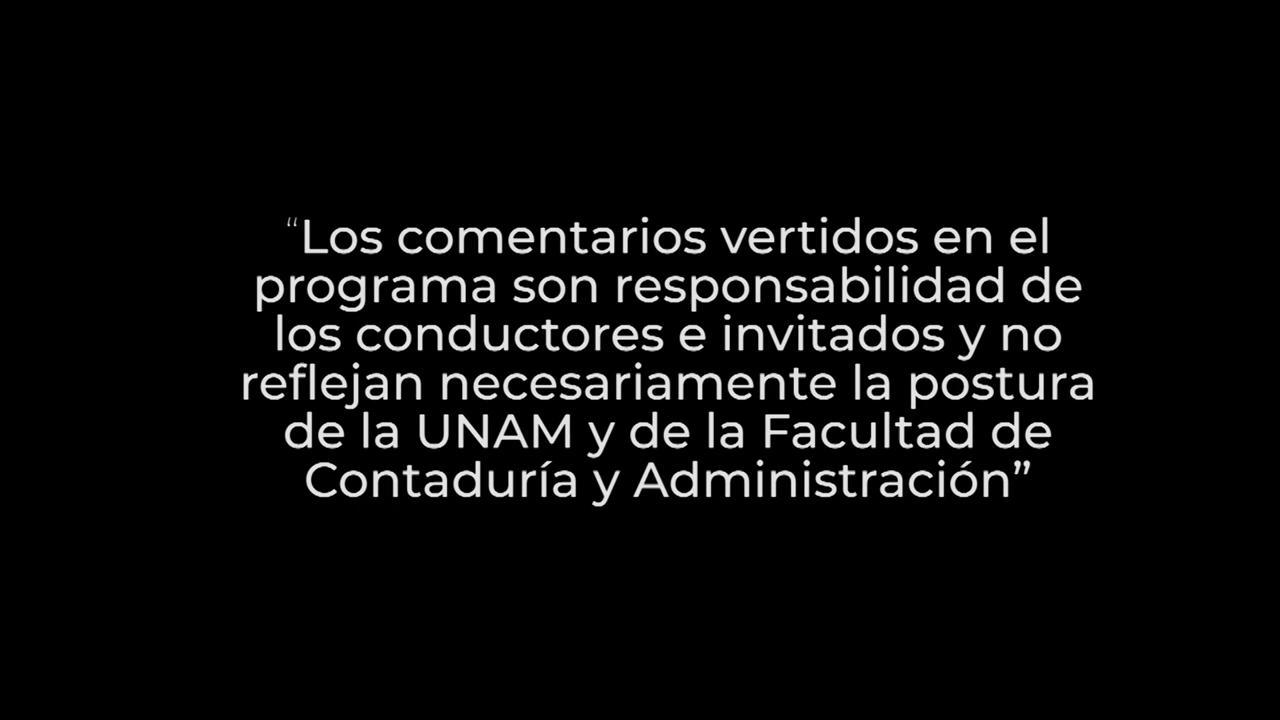 “Los comentarios vertidos en el
programa son responsabilidad de
los conductores e invitados y no
reflejan necesariamente la postura
de la UNAM y de la Facultad de
Contaduría y Administración”